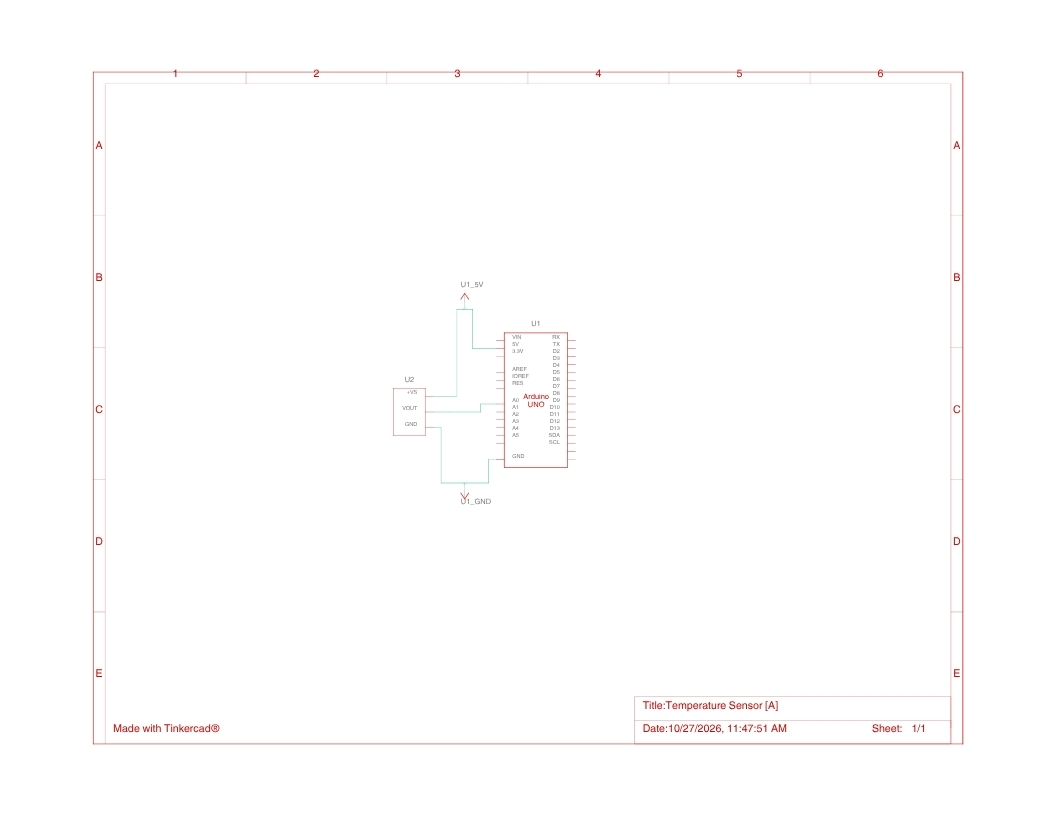 1 2 3 4 5 6
A A
B B
U1_5V
U1
VIN RX
5V TX
3.3V D2
D3
D4
AREF D5
IOREF D6
RES D7
D8
U2
+VS
VOUT
GND
A0 Arduino D9
A1 UNO D10
A2 D11
A3 D12
A4 D13
A5 SDA
SCL
GND
C C
U1_GND
D D
E E
Title:Temperature Sensor [A]
Made with Tinkercad®
Date:10/27/2026, 11:47:51 AM Sheet: 1/1